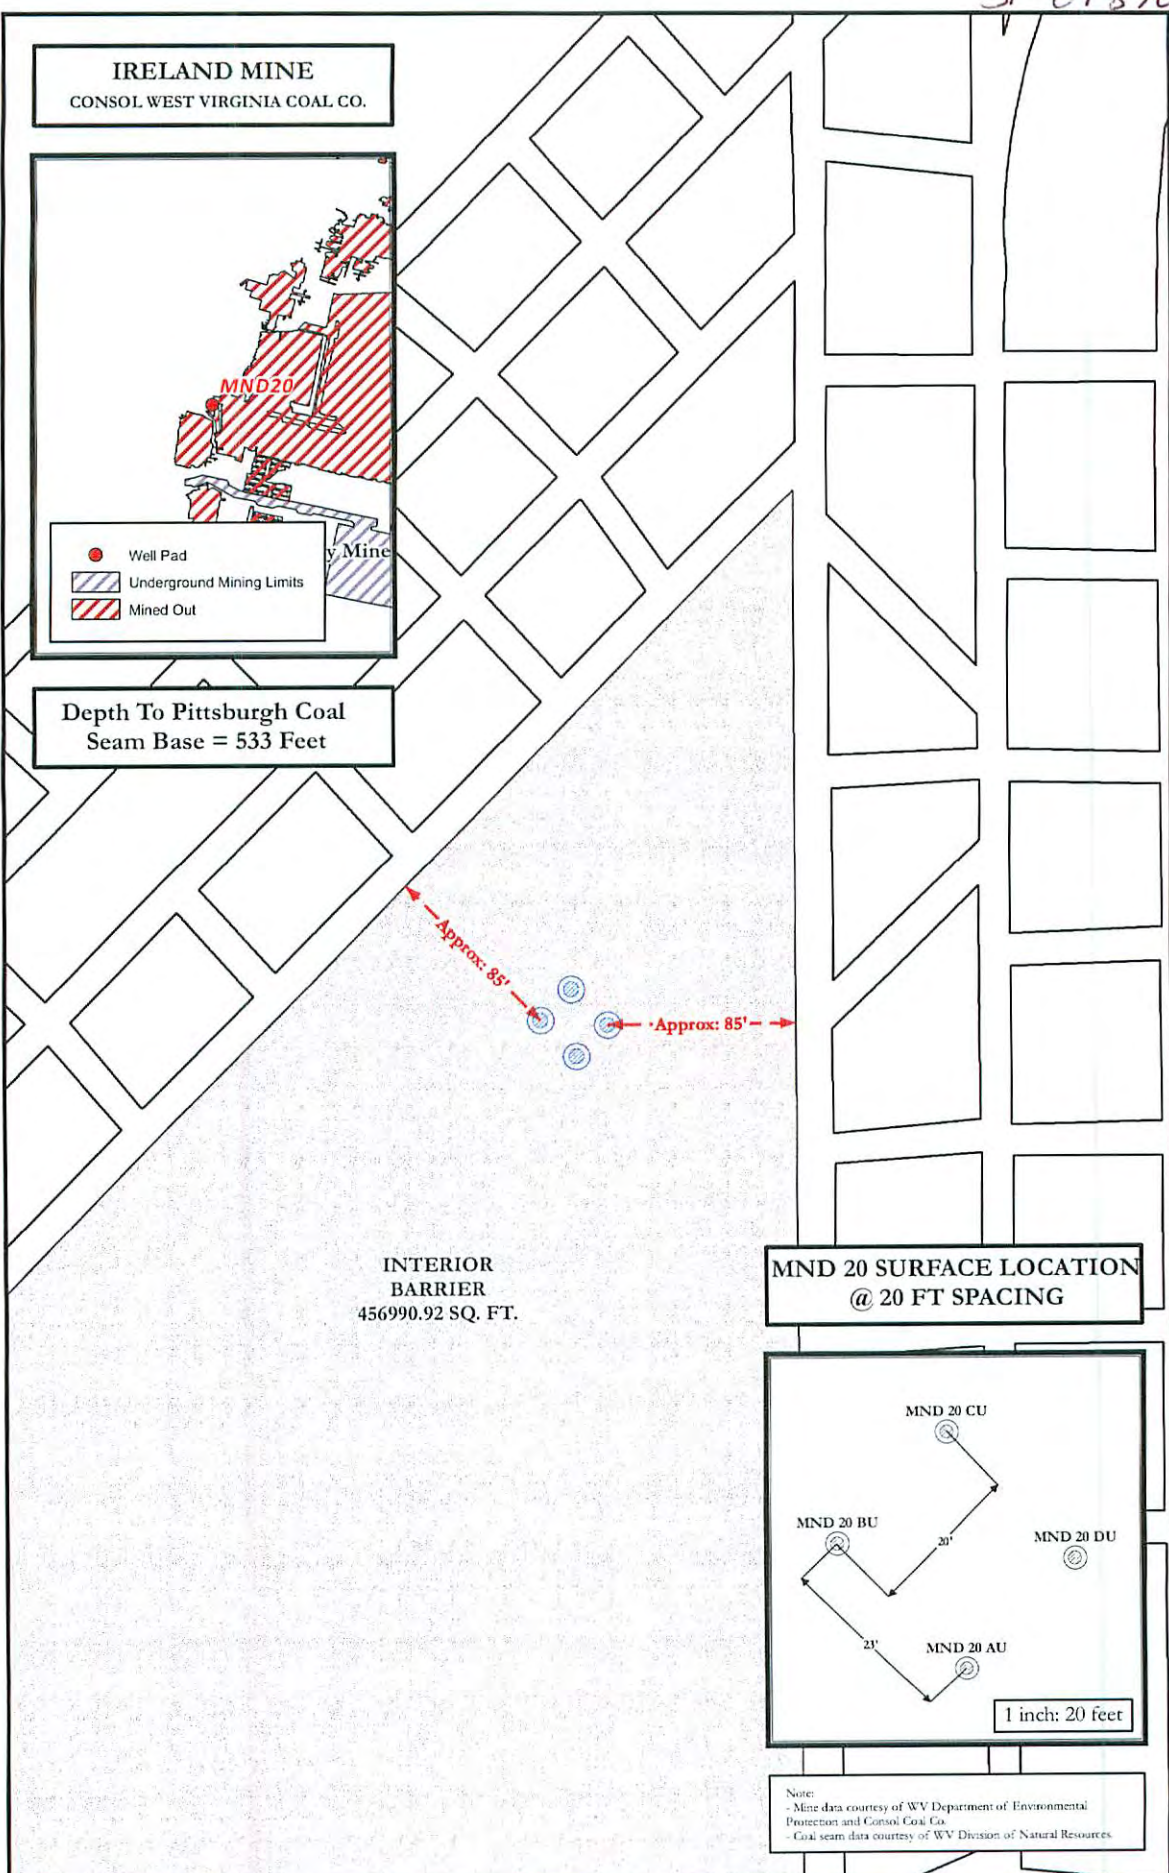 IRELAND MINE
CONSOL WEST VIRGINIA COAL CO.
MND20
y Mine
Well Pad
Underground Mining Limits
Mined Out
Depth To Pittsburgh Coal
Seam Base = 533 Feet
Approx: 85'
Approx: 85'
INTERIOR
BARRIER
456990.92 SQ. FT.
MND 20 SURFACE LOCATION
@ 20 FT SPACING
MND 20 CU
MND 20 BU
20'
MND 20 DU
23'
MND 20 AU
1 inch: 20 feet
Note:
- Mine data courtesy of WV Department of Environmental
Protection and Consol Coal Co.
- Coal seam data courtesy of WV Division of Natural Resources.